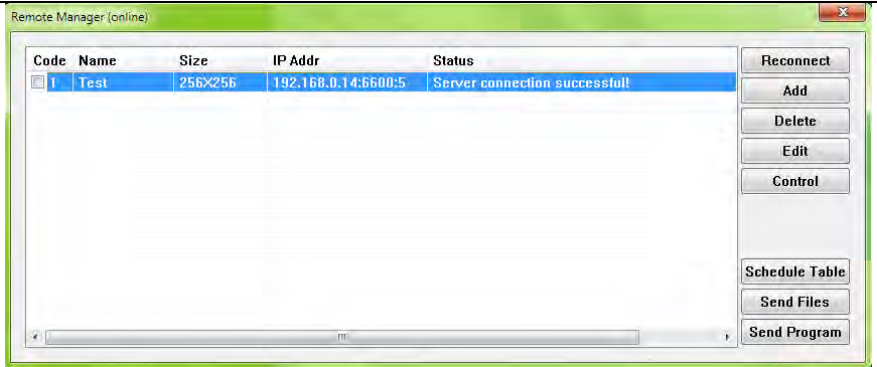 Remote Manager (online)
Code Name Size IP Addr Status
1 Test 256X256 192.168.0.14:6600:5 Server connection successful!
Reconnect
Add
Delete
Edit
Control
Schedule Table
Send Files
Send Program